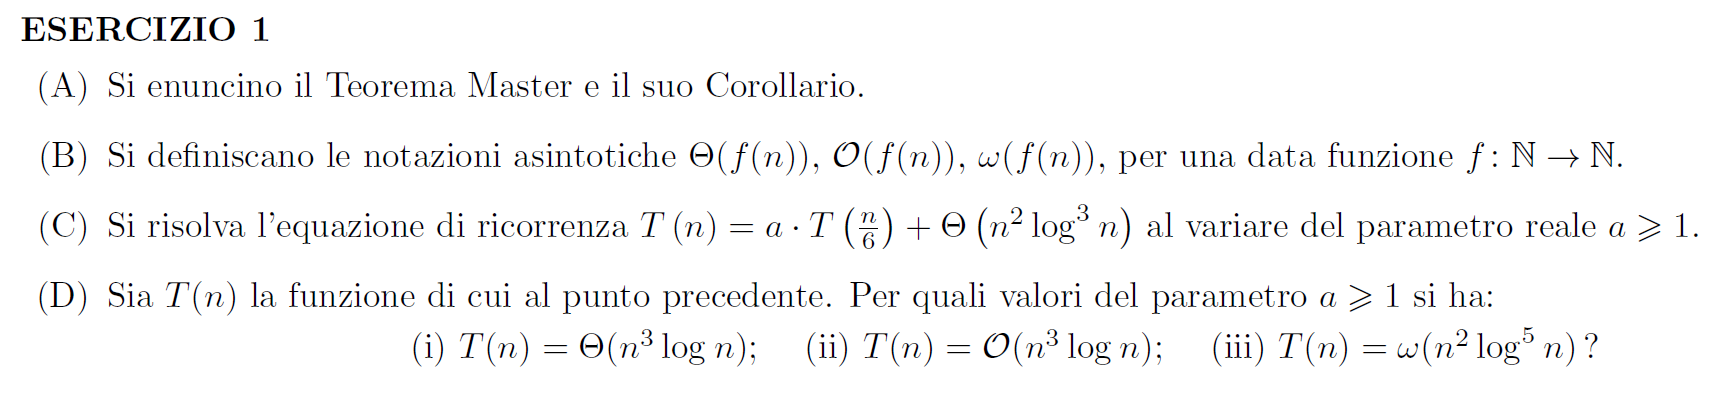 ESERCIZIO 1
(A) Si enuncino il Teorema Master e il suo Corollario.
(B) Si definiscano le notazioni asintotiche Θ(f(n)), 𝒪(f(n)), ω(f(n)), per una data funzione f: ℕ → ℕ.
(C) Si risolva l'equazione di ricorrenza T (n) = a · T (n/6) + Θ (n² log³ n) al variare del parametro reale a ⩾ 1.
(D) Sia T(n) la funzione di cui al punto precedente. Per quali valori del parametro a ⩾ 1 si ha:
(i) T(n) = Θ(n³ log n); (ii) T(n) = 𝒪(n³ log n); (iii) T(n) = ω(n² log⁵ n) ?